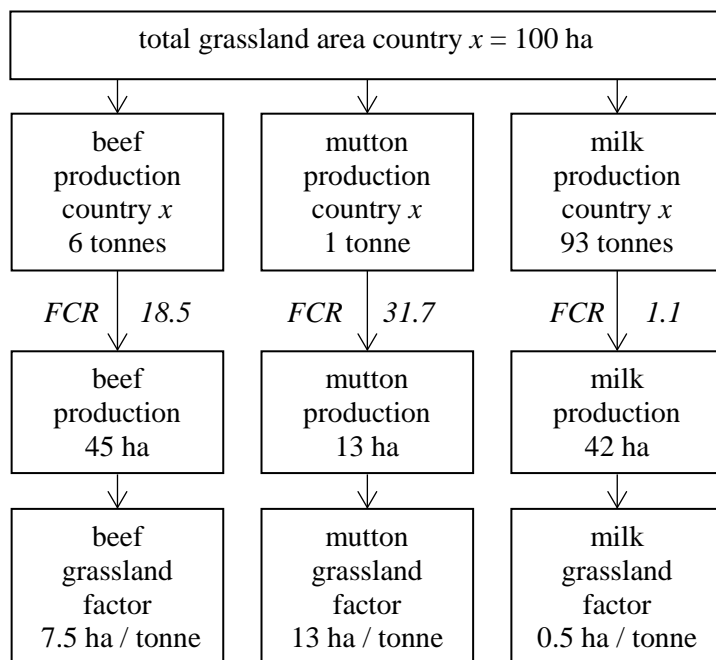 total grassland area country x = 100 ha
beef
production
country x
6 tonnes
mutton
production
country x
1 tonne
milk
production
country x
93 tonnes
FCR 18.5
FCR 31.7
FCR 1.1
beef
production
45 ha
mutton
production
13 ha
milk
production
42 ha
beef
grassland
factor
7.5 ha / tonne
mutton
grassland
factor
13 ha / tonne
milk
grassland
factor
0.5 ha / tonne